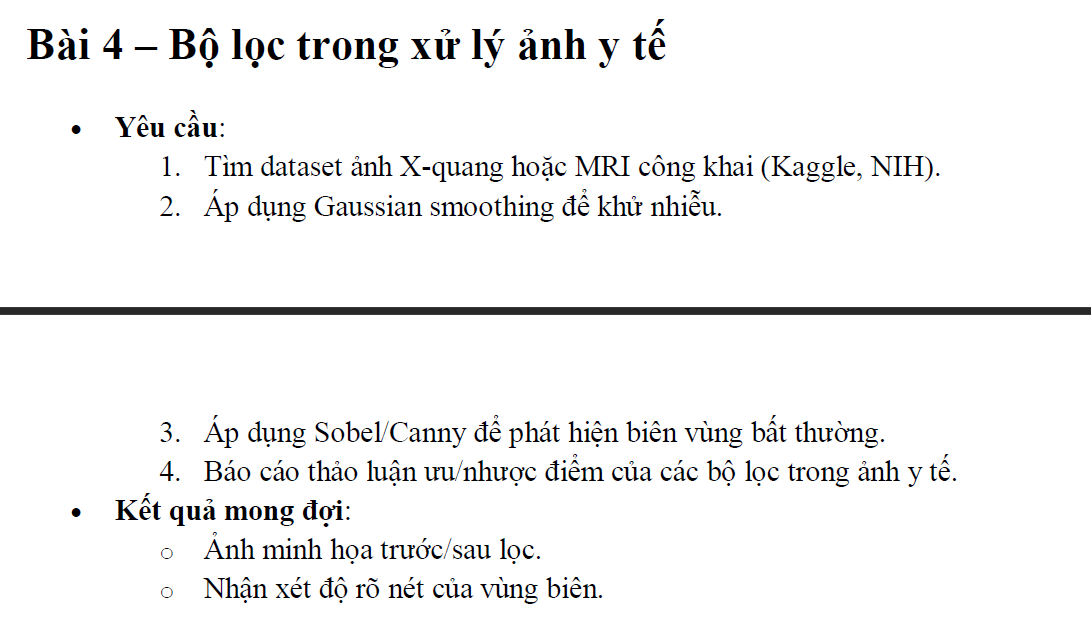 Bài 4 – Bộ lọc trong xử lý ảnh y tế
• Yêu cầu:
1. Tìm dataset ảnh X-quang hoặc MRI công khai (Kaggle, NIH).
2. Áp dụng Gaussian smoothing để khử nhiễu.
3. Áp dụng Sobel/Canny để phát hiện biên vùng bất thường.
4. Báo cáo thảo luận ưu/nhược điểm của các bộ lọc trong ảnh y tế.
• Kết quả mong đợi:
○ Ảnh minh họa trước/sau lọc.
○ Nhận xét độ rõ nét của vùng biên.